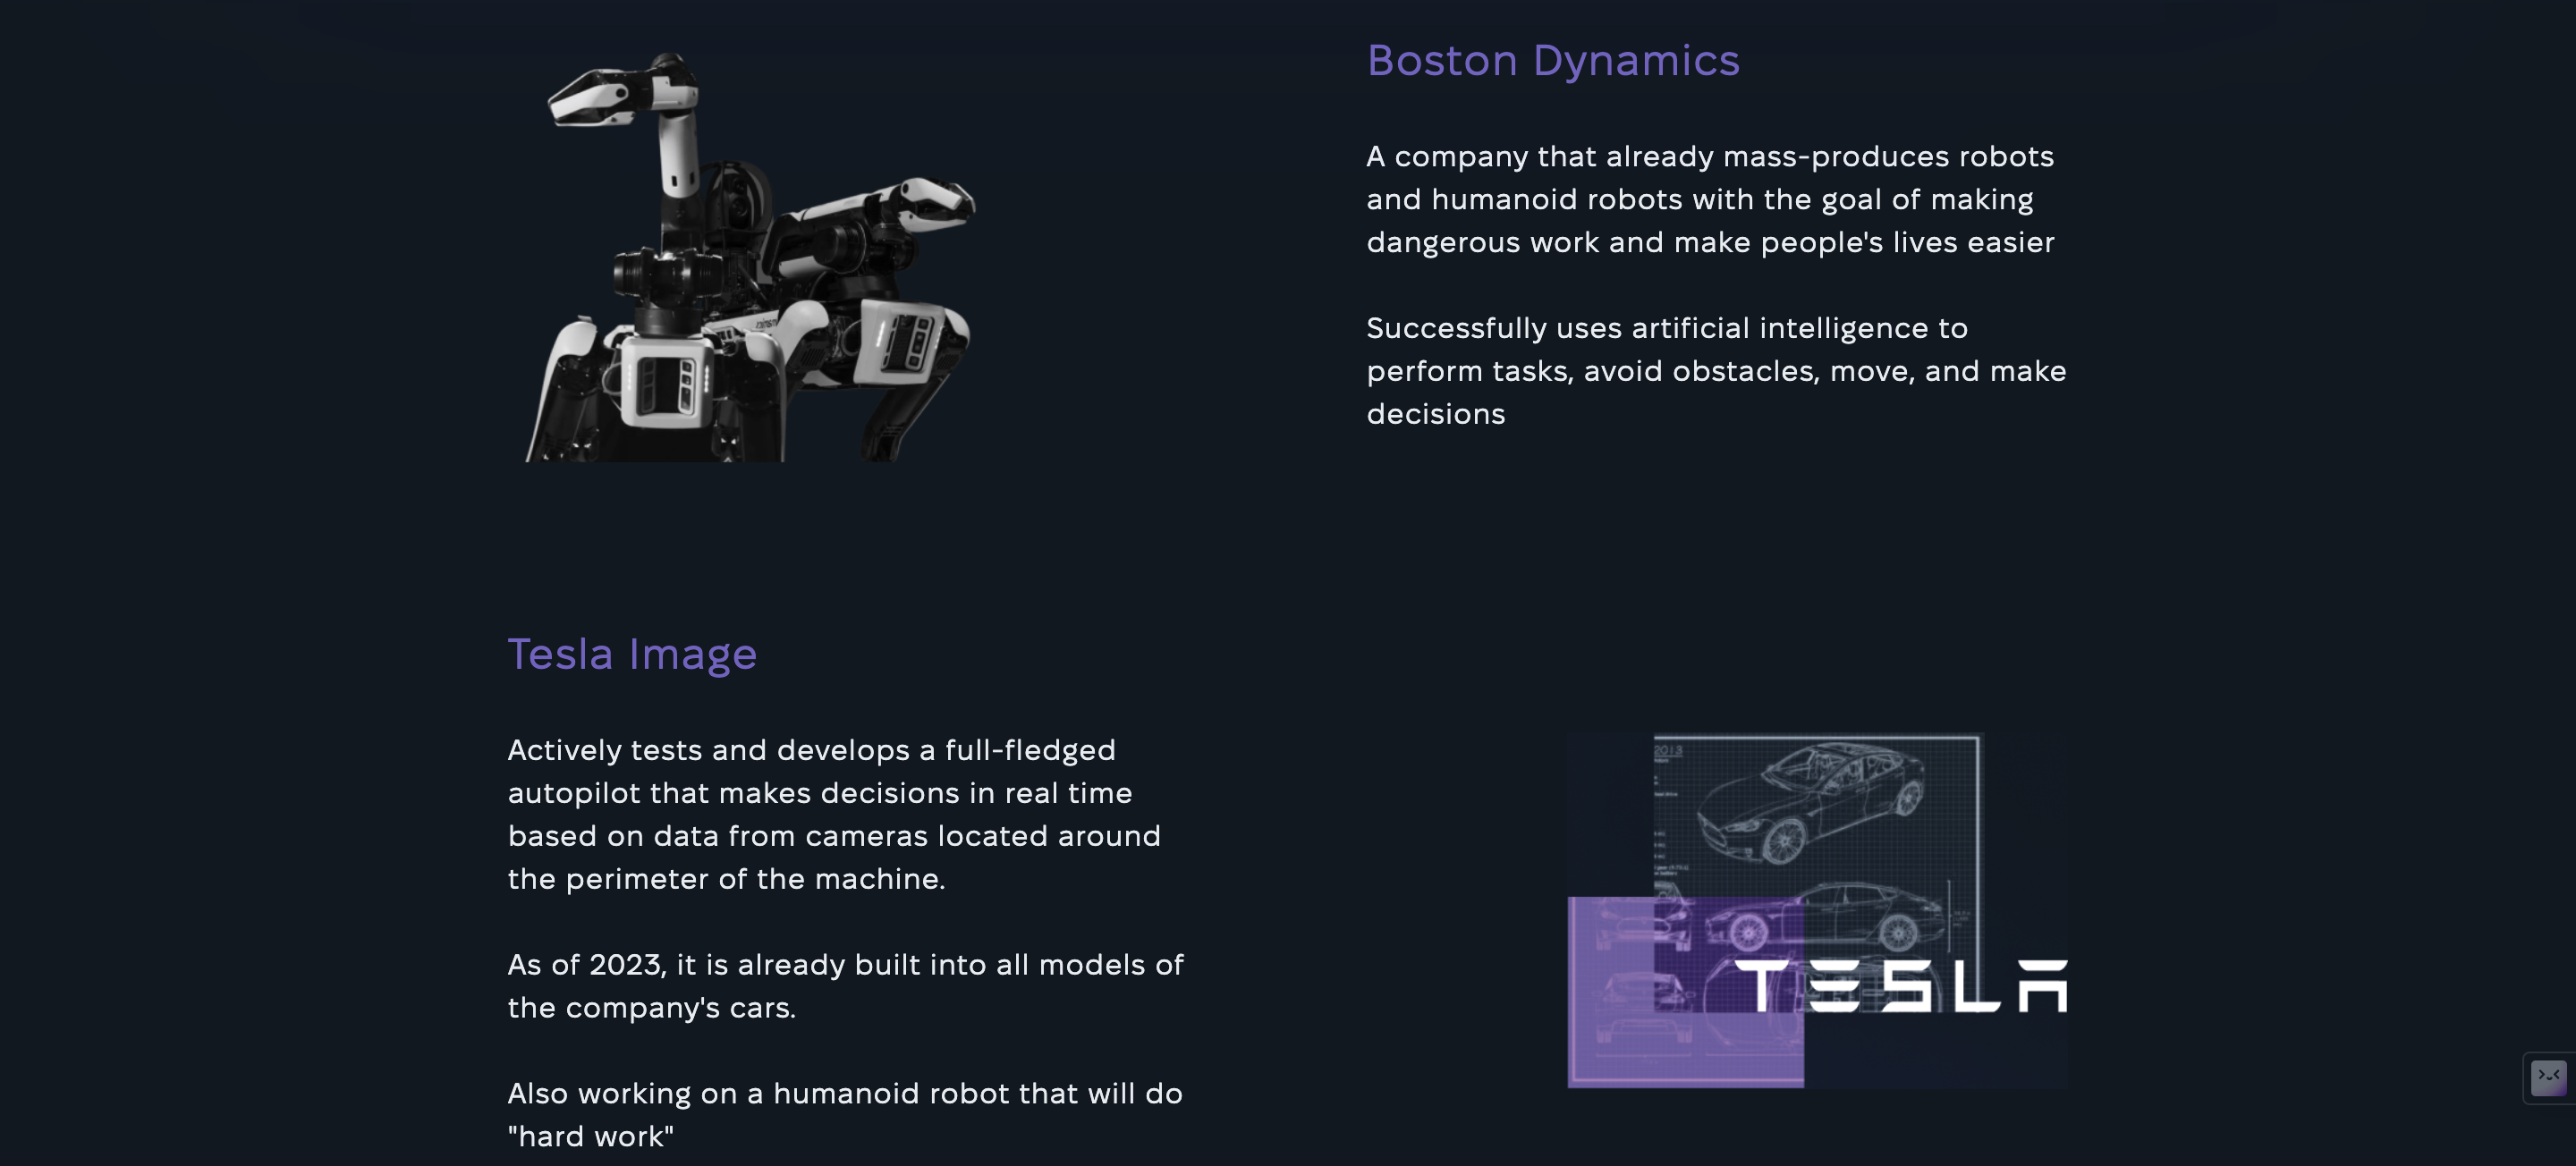 Boston Dynamics
A company that already mass-produces robots
and humanoid robots with the goal of making
dangerous work and make people's lives easier
Successfully uses artificial intelligence to
perform tasks, avoid obstacles, move, and make
decisions
Tesla Image
Actively tests and develops a full-fledged
autopilot that makes decisions in real time
based on data from cameras located around
the perimeter of the machine.
As of 2023, it is already built into all models of
the company's cars.
Also working on a humanoid robot that will do
"hard work"
2013
TESLA